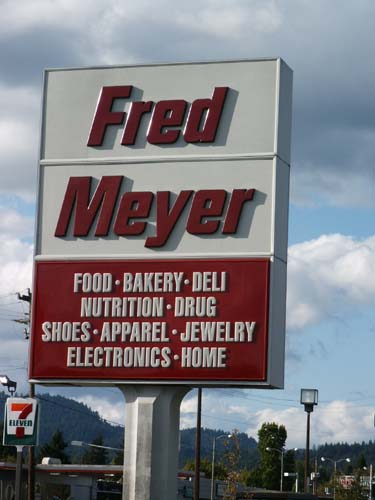 Fred
Meyer
FOOD · BAKERY · DELI
NUTRITION · DRUG
SHOES · APPAREL · JEWELRY
ELECTRONICS · HOME
7
ELEVEN